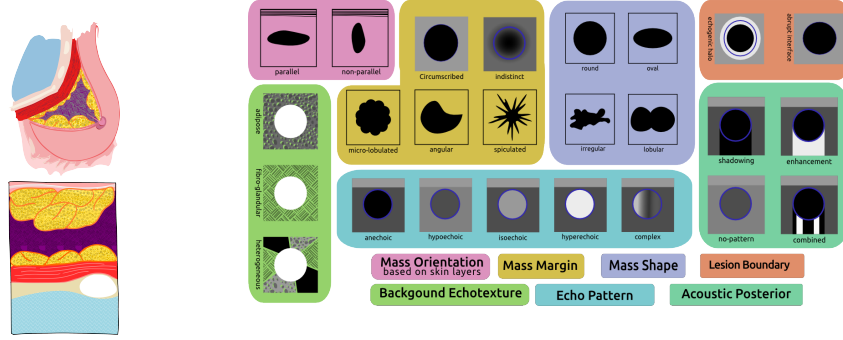 parallel
non-parallel
Circumscribed
indistinct
round
oval
echogenic halo
abrupt interface
adipose
micro-lobulated
angular
spiculated
irregular
lobular
shadowing
enhancement
fibro-glandular
anechoic
hypoechoic
isoechoic
hyperechoic
complex
no-pattern
combined
heterogeneous
Mass Orientation
based on skin layers
Mass Margin
Mass Shape
Lesion Boundary
Backgound Echotexture
Echo Pattern
Acoustic Posterior